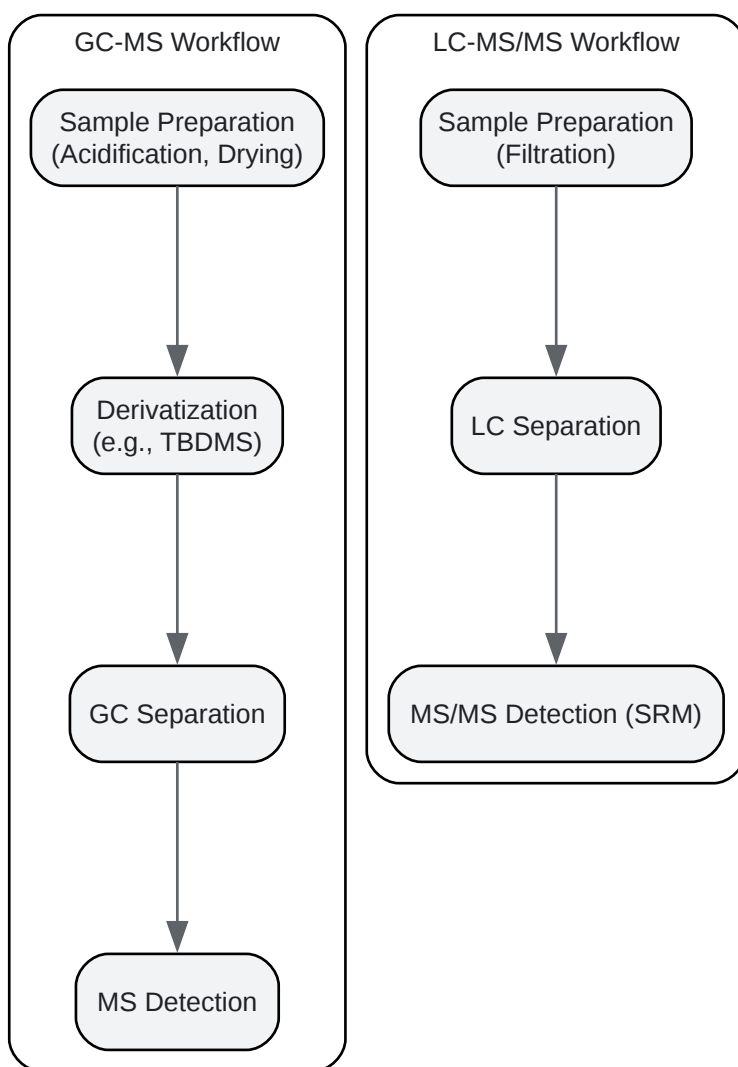 GC-MS Workflow
Sample Preparation
(Acidification, Drying)
Derivatization
(e.g., TBDMS)
GC Separation
MS Detection
LC-MS/MS Workflow
Sample Preparation
(Filtration)
LC Separation
MS/MS Detection (SRM)